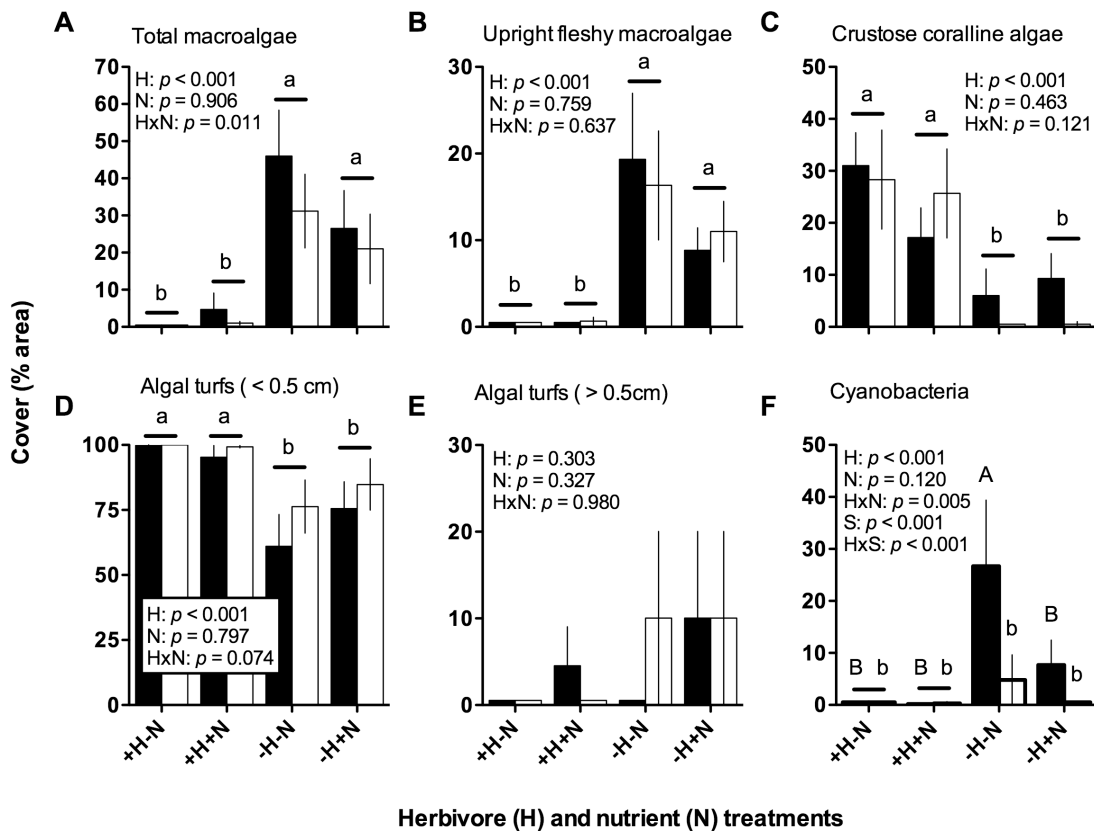 A
Total macroalgae
70
60
50
40
30
20
10
0
H: p < 0.001
N: p = 0.906
HxN: p = 0.011
b
b
a
a
B
Upright fleshy macroalgae
30
20
10
0
H: p < 0.001
N: p = 0.759
HxN: p = 0.637
b
b
a
a
C
Crustose coralline algae
50
40
30
20
10
0
H: p < 0.001
N: p = 0.463
HxN: p = 0.121
a
a
b
b
Cover (% area)
D
Algal turfs ( < 0.5 cm)
100
75
50
25
0
a
a
b
b
H: p < 0.001
N: p = 0.797
HxN: p = 0.074
+H-N
+H+N
-H-N
-H+N
E
Algal turfs ( > 0.5cm)
30
20
10
0
H: p = 0.303
N: p = 0.327
HxN: p = 0.980
+H-N
+H+N
-H-N
-H+N
F
Cyanobacteria
50
40
30
20
10
0
H: p < 0.001
N: p = 0.120
HxN: p = 0.005
S: p < 0.001
HxS: p < 0.001
B b
B b
A
b
B
b
+H-N
+H+N
-H-N
-H+N
Herbivore (H) and nutrient (N) treatments